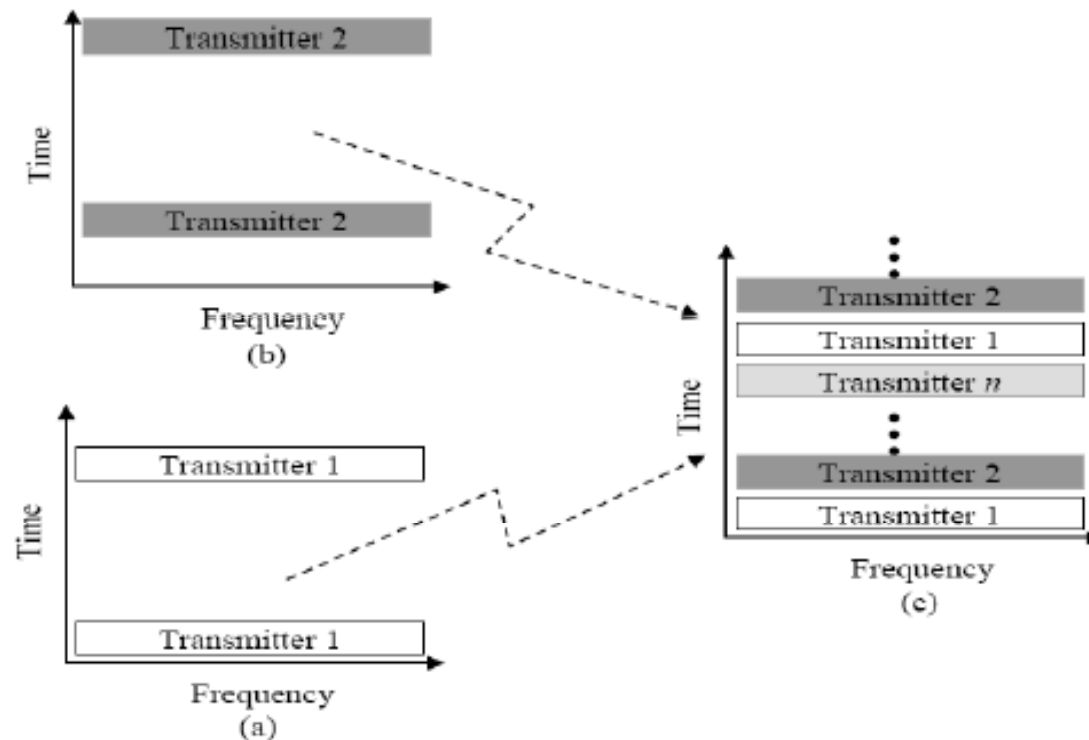 Transmitter 2
Time
Transmitter 2
Frequency
(b)
Transmitter 1
Time
Transmitter 1
Frequency
(a)
Transmitter 2
Transmitter 1
Transmitter n
Time
Transmitter 2
Transmitter 1
Frequency
(c)